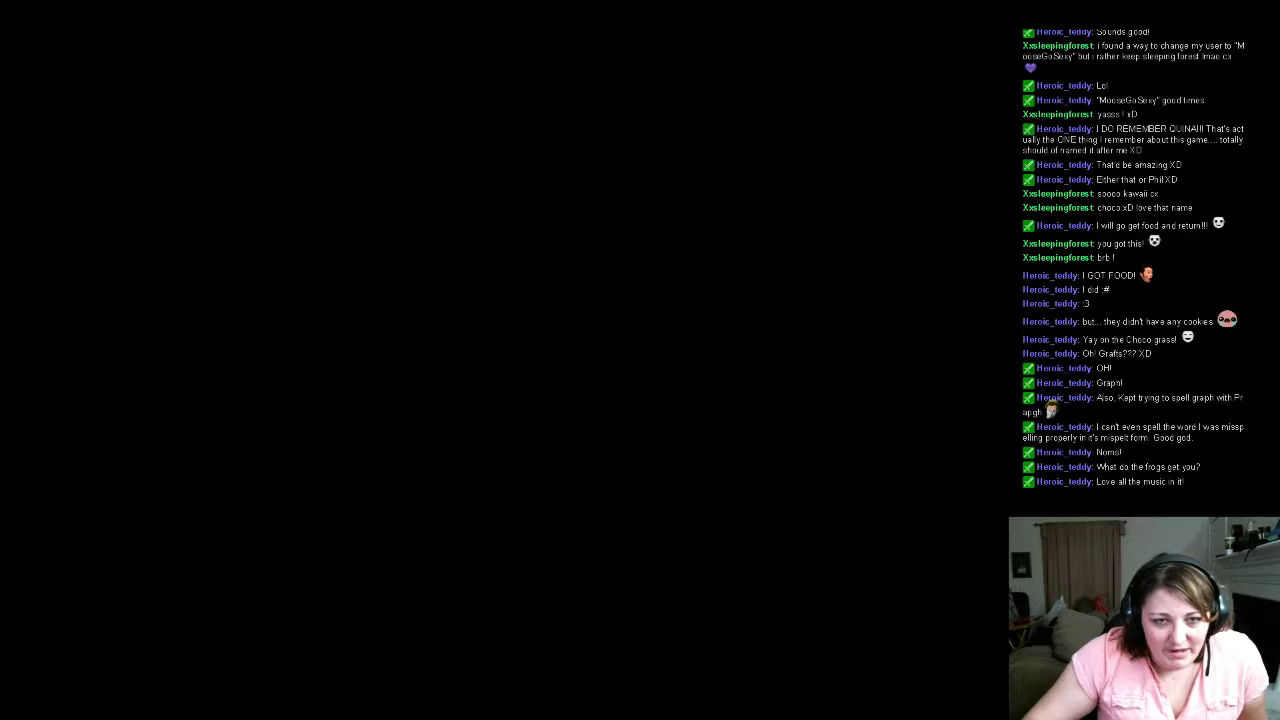 Heroic_teddy: Sounds good!
Xxsleepingforest: i found a way to change my user to "M
ooseGoSexy" but i rather keep sleeping forest lmao cx
Heroic_teddy: Lol
Heroic_teddy: "MooseGoSexy" good times
Xxsleepingforest: yasss ! xD
Heroic_teddy: I DO REMEMBER QUINA!!! That's act
ually the ONE thing I remember about this game.... totally
should of named it after me XD
Heroic_teddy: That'd be amazing XD
Heroic_teddy: Either that or Phil XD
Xxsleepingforest: soooo kawaii cx
Xxsleepingforest: choco xD love that name
Heroic_teddy: I will go get food and return!!!
Xxsleepingforest: you got this!
Xxsleepingforest: brb !
Heroic_teddy: I GOT FOOD!
Heroic_teddy: I did :#
Heroic_teddy: :3
Heroic_teddy: but... they didn't have any cookies
Heroic_teddy: Yay on the Choco grass!
Heroic_teddy: Oh! Grafts??? XD
Heroic_teddy: OH!
Heroic_teddy: Graph!
Heroic_teddy: Also, Kept trying to spell graph with Pr
apgh
Heroic_teddy: I can't even spell the word I was missp
elling properly in it's mispelt form. Good god.
Heroic_teddy: Noms!
Heroic_teddy: What do the frogs get you?
Heroic_teddy: Love all the music in it!